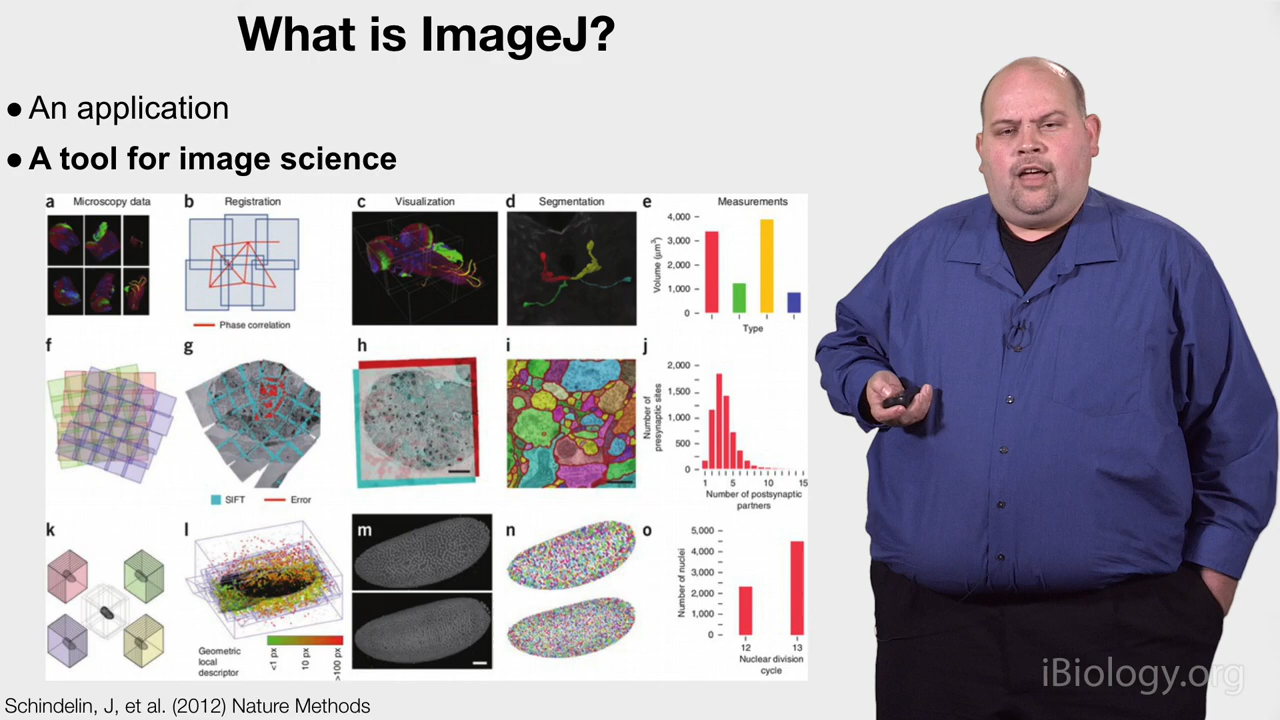 What is ImageJ?
● An application
● A tool for image science
a Microscopy data
b Registration
Phase correlation
c Visualization
d Segmentation
e Measurements
4,000
3,000
2,000
1,000
0
Volume (μm³)
Type
f
g
SIFT Error
h
i
j
2,000
1,500
1,000
500
0
Number of
presynaptic sites
1 5 10 15
Number of postsynaptic
partners
k
l
Geometric
local
descriptor
<1 px
10 px
>100 px
m
n
o
5,000
4,000
3,000
2,000
1,000
0
Number of nuclei
12 13
Nuclear division
cycle
Schindelin, J, et al. (2012) Nature Methods
iBiology.org